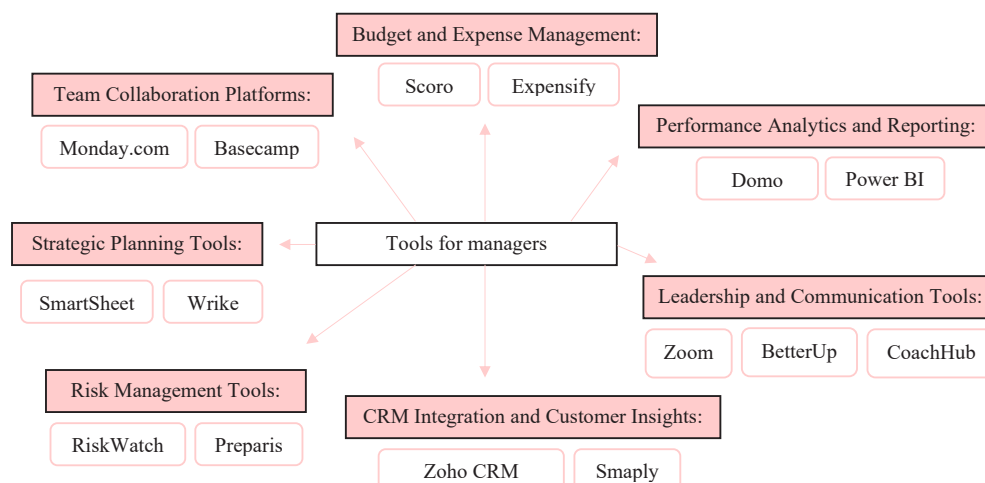 Budget and Expense Management:
Scoro
Expensify
Team Collaboration Platforms:
Monday.com
Basecamp
Performance Analytics and Reporting:
Domo
Power BI
Tools for managers
Strategic Planning Tools:
SmartSheet
Wrike
Leadership and Communication Tools:
Zoom
BetterUp
CoachHub
Risk Management Tools:
RiskWatch
Preparis
CRM Integration and Customer Insights:
Zoho CRM
Smaply